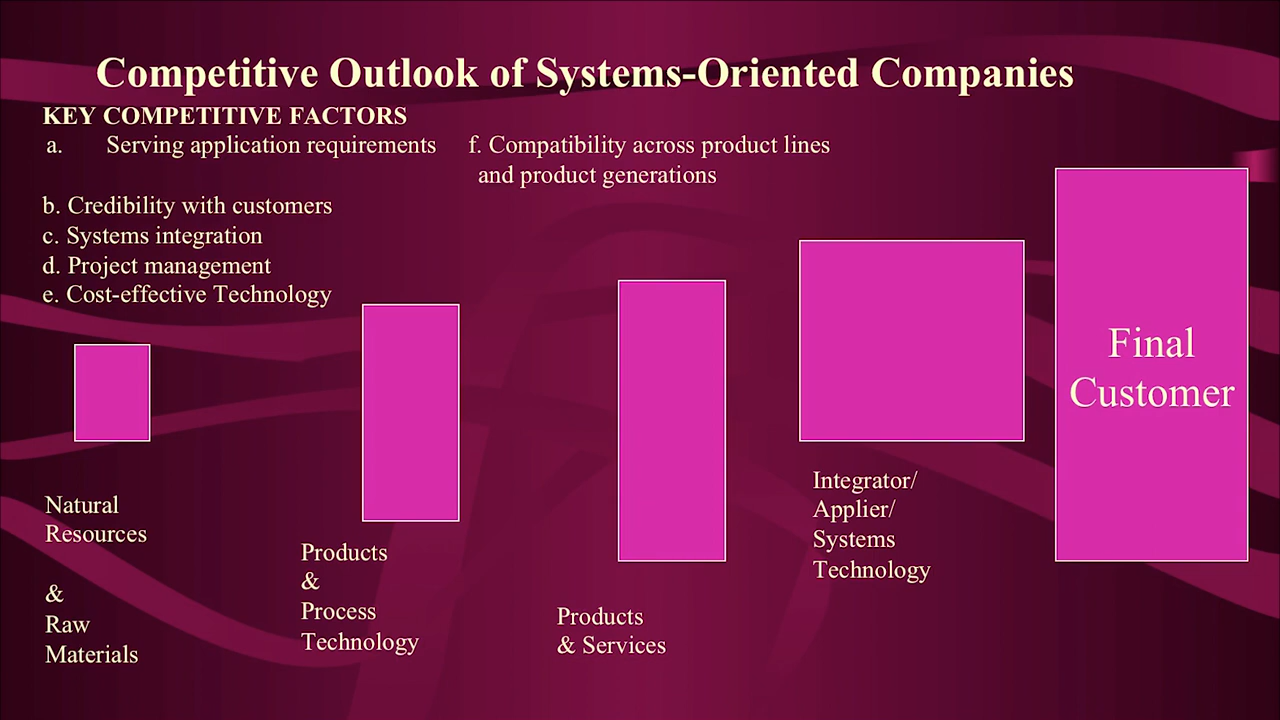 Competitive Outlook of Systems-Oriented Companies
KEY COMPETITIVE FACTORS
a. Serving application requirements
f. Compatibility across product lines
and product generations
b. Credibility with customers
c. Systems integration
d. Project management
e. Cost-effective Technology
Natural
Resources
&
Raw
Materials
Products
&
Process
Technology
Products
& Services
Integrator/
Applier/
Systems
Technology
Final
Customer